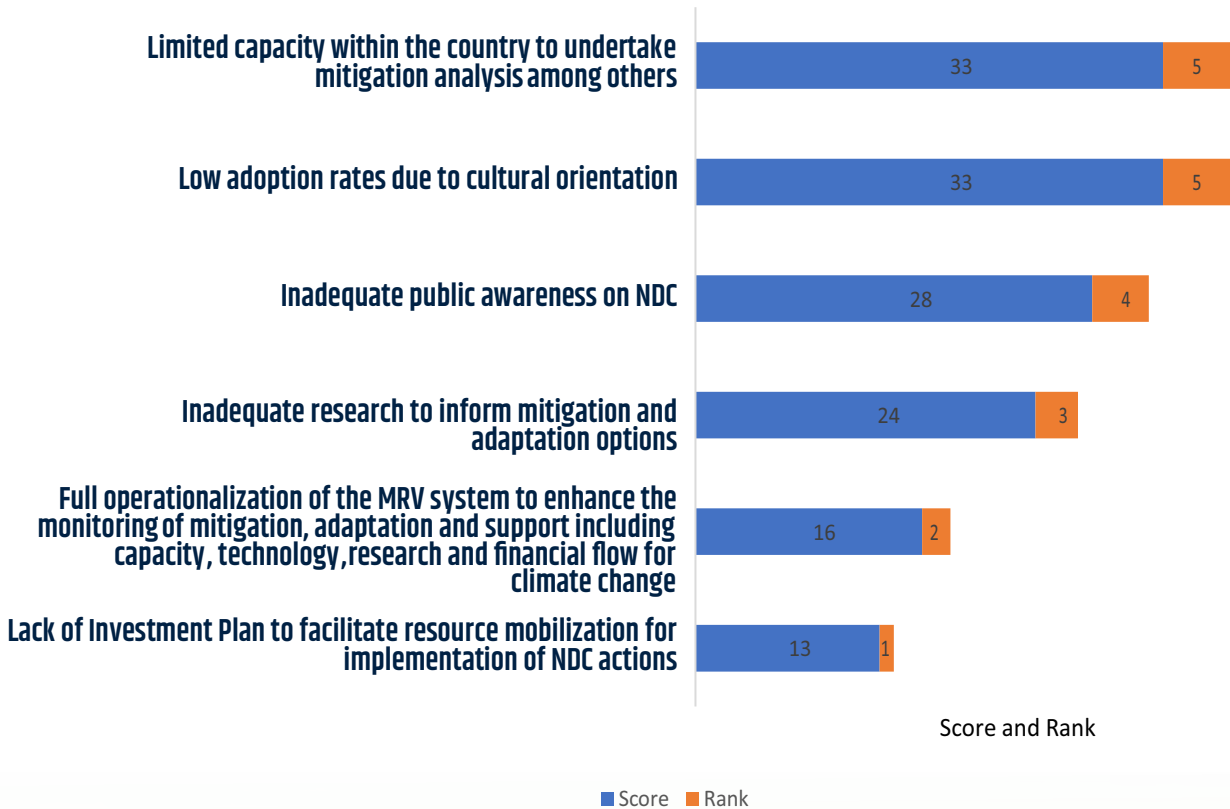 Limited capacity within the country to undertake
mitigation analysis among others
33 5
Low adoption rates due to cultural orientation
33 5
Inadequate public awareness on NDC
28 4
Inadequate research to inform mitigation and
adaptation options
24 3
Full operationalization of the MRV system to enhance the
monitoring of mitigation, adaptation and support including
capacity, technology,research and financial flow for
climate change
16 2
Lack of Investment Plan to facilitate resource mobilization for
implementation of NDC actions
13 1
Score and Rank
Score Rank